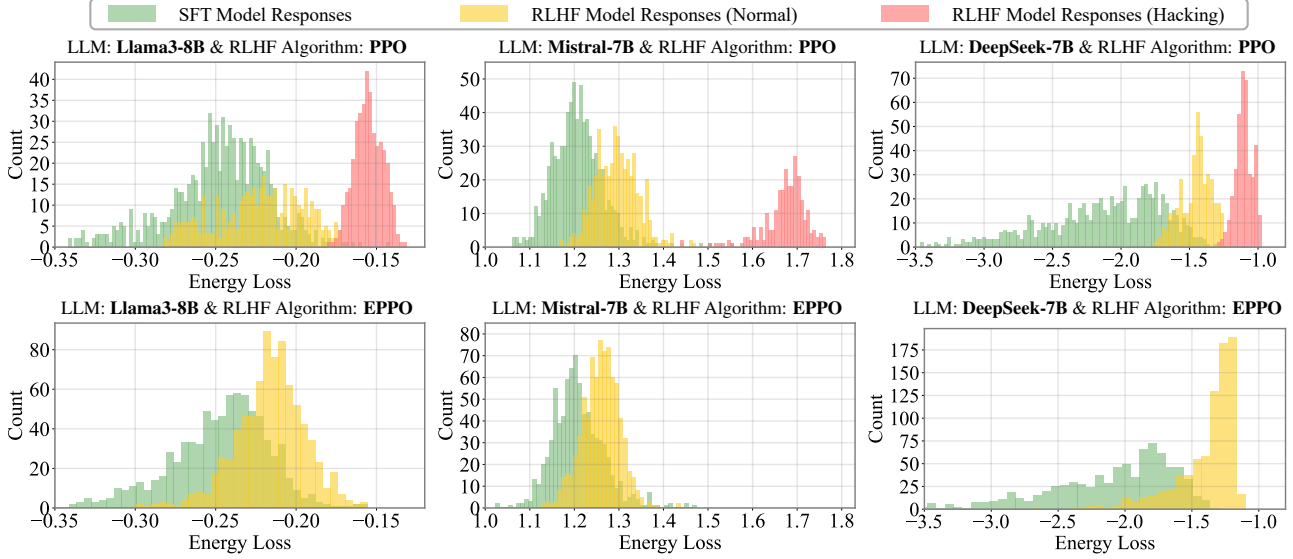 SFT Model Responses RLHF Model Responses (Normal) RLHF Model Responses (Hacking)
LLM: Llama3-8B & RLHF Algorithm: PPO
40
35
30
25
20
15
10
5
0
Count
−0.35 −0.30 −0.25 −0.20 −0.15
Energy Loss
LLM: Mistral-7B & RLHF Algorithm: PPO
50
40
30
20
10
0
Count
1.0 1.1 1.2 1.3 1.4 1.5 1.6 1.7 1.8
Energy Loss
LLM: DeepSeek-7B & RLHF Algorithm: PPO
70
60
50
40
30
20
10
0
Count
−3.5 −3.0 −2.5 −2.0 −1.5 −1.0
Energy Loss
LLM: Llama3-8B & RLHF Algorithm: EPPO
80
60
40
20
0
Count
−0.35 −0.30 −0.25 −0.20 −0.15
Energy Loss
LLM: Mistral-7B & RLHF Algorithm: EPPO
80
70
60
50
40
30
20
10
0
Count
1.0 1.1 1.2 1.3 1.4 1.5 1.6 1.7 1.8
Energy Loss
LLM: DeepSeek-7B & RLHF Algorithm: EPPO
175
150
125
100
75
50
25
0
Count
−3.5 −3.0 −2.5 −2.0 −1.5 −1.0
Energy Loss